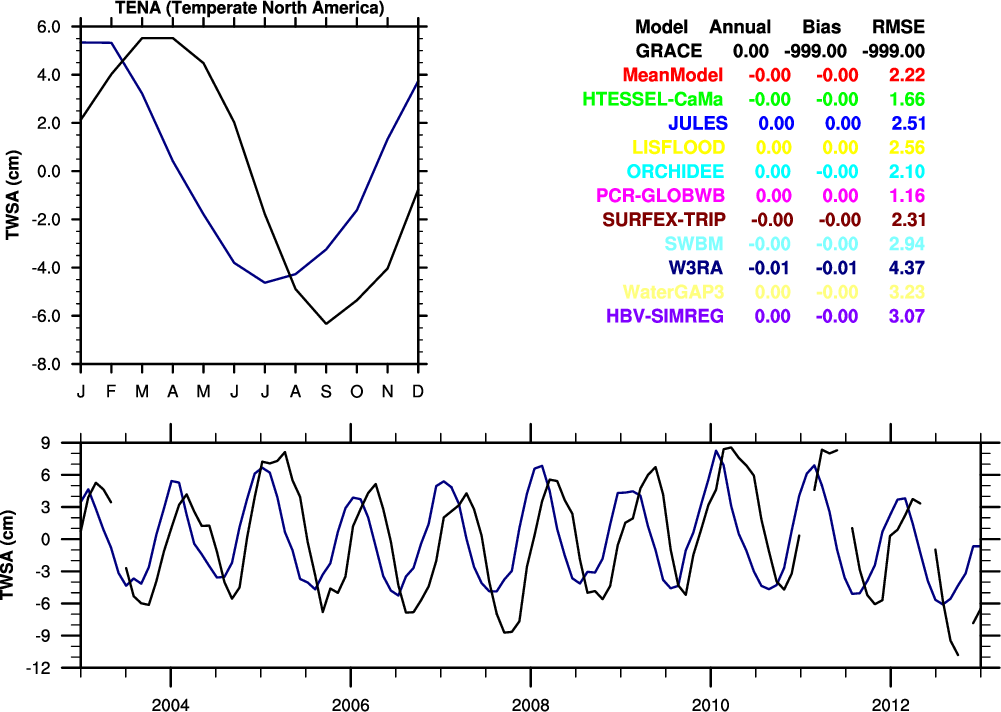 TENA (Temperate North America)
6.0
4.0
2.0
0.0
-2.0
-4.0
-6.0
-8.0
TWSA (cm)
J F M A M J J A S O N D
Model Annual Bias RMSE
GRACE 0.00 -999.00 -999.00
MeanModel -0.00 -0.00 2.22
HTESSEL-CaMa -0.00 -0.00 1.66
JULES 0.00 0.00 2.51
LISFLOOD 0.00 0.00 2.56
ORCHIDEE 0.00 -0.00 2.10
PCR-GLOBWB 0.00 0.00 1.16
SURFEX-TRIP -0.00 -0.00 2.31
SWBM -0.00 -0.00 2.94
W3RA -0.01 -0.01 4.37
WaterGAP3 0.00 -0.00 3.23
HBV-SIMREG 0.00 -0.00 3.07
9
6
3
0
-3
-6
-9
-12
TWSA (cm)
2004 2006 2008 2010 2012